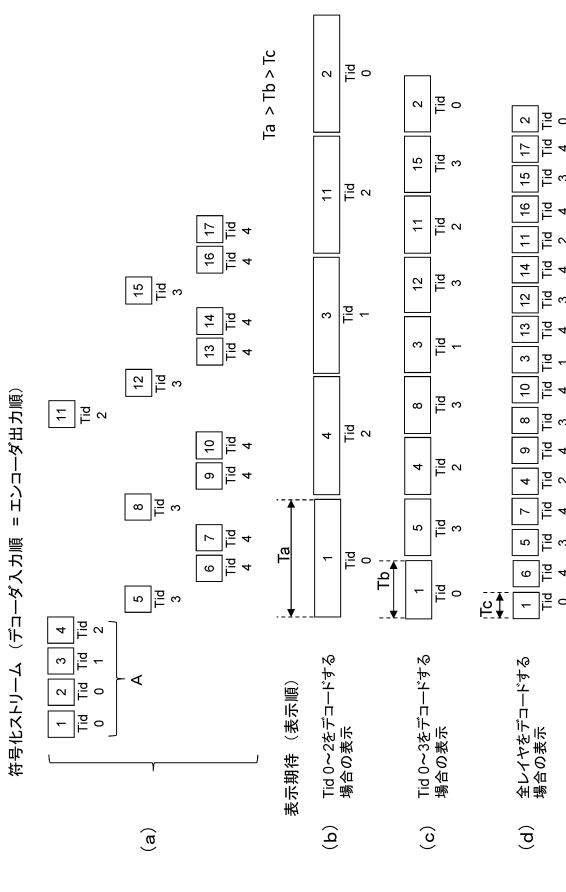 符号化ストリーム （デコーダ入力順 = エンコーダ出力順）
(a)
1 2 3 4
Tid Tid Tid Tid
0 0 1 2
A
11
Tid
2
5 8 12 15
Tid Tid Tid Tid
3 3 3 3
6 7 9 10 13 14 16 17
Tid Tid Tid Tid Tid Tid Tid Tid
4 4 4 4 4 4 4 4
表示期待 （表示順）
Ta > Tb > Tc
(b)
Tid 0～2をデコードする
場合の表示
Ta
1 4 3 11 2
Tid Tid Tid Tid Tid
0 2 1 2 0
(c)
Tid 0～3をデコードする
場合の表示
Tb
1 5 4 8 3 12 11 15 2
Tid Tid Tid Tid Tid Tid Tid Tid Tid
0 3 2 3 1 3 2 3 0
(d)
全レイヤをデコードする
場合の表示
Tc
1 6 5 7 4 9 8 10 3 13 12 14 11 16 15 17 2
Tid Tid Tid Tid Tid Tid Tid Tid Tid Tid Tid Tid Tid Tid Tid Tid Tid
0 4 3 4 2 4 3 4 1 4 3 4 2 4 3 4 0